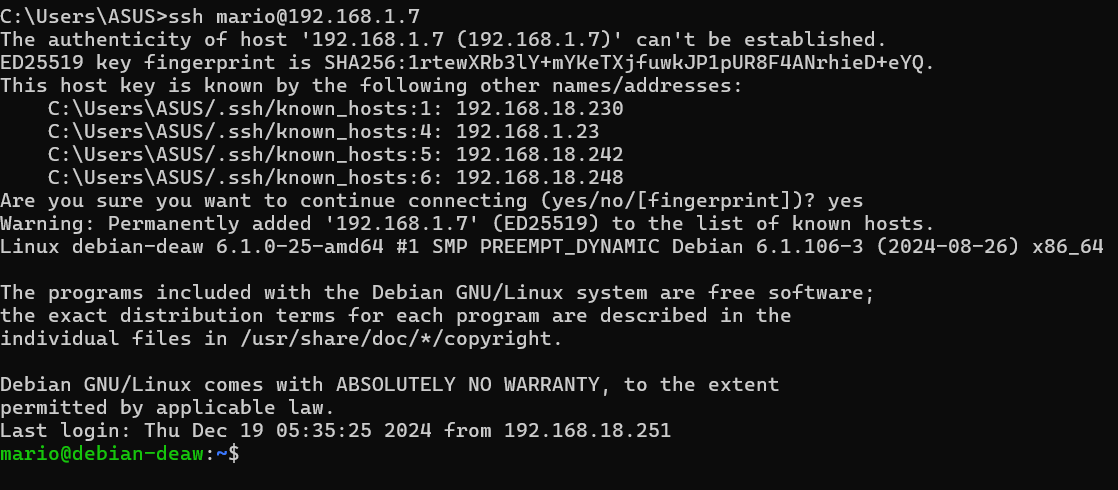 C:\Users\ASUS>ssh mario@192.168.1.7
The authenticity of host '192.168.1.7 (192.168.1.7)' can't be established.
ED25519 key fingerprint is SHA256:1rtewXRb3lY+mYKeTXjfuwkJP1pUR8F4ANrhieD+eYQ.
This host key is known by the following other names/addresses:
    C:\Users\ASUS/.ssh/known_hosts:1: 192.168.18.230
    C:\Users\ASUS/.ssh/known_hosts:4: 192.168.1.23
    C:\Users\ASUS/.ssh/known_hosts:5: 192.168.18.242
    C:\Users\ASUS/.ssh/known_hosts:6: 192.168.18.248
Are you sure you want to continue connecting (yes/no/[fingerprint])? yes
Warning: Permanently added '192.168.1.7' (ED25519) to the list of known hosts.
Linux debian-deaw 6.1.0-25-amd64 #1 SMP PREEMPT_DYNAMIC Debian 6.1.106-3 (2024-08-26) x86_64

The programs included with the Debian GNU/Linux system are free software;
the exact distribution terms for each program are described in the
individual files in /usr/share/doc/*/copyright.

Debian GNU/Linux comes with ABSOLUTELY NO WARRANTY, to the extent
permitted by applicable law.
Last login: Thu Dec 19 05:35:25 2024 from 192.168.18.251
mario@debian-deaw:~$